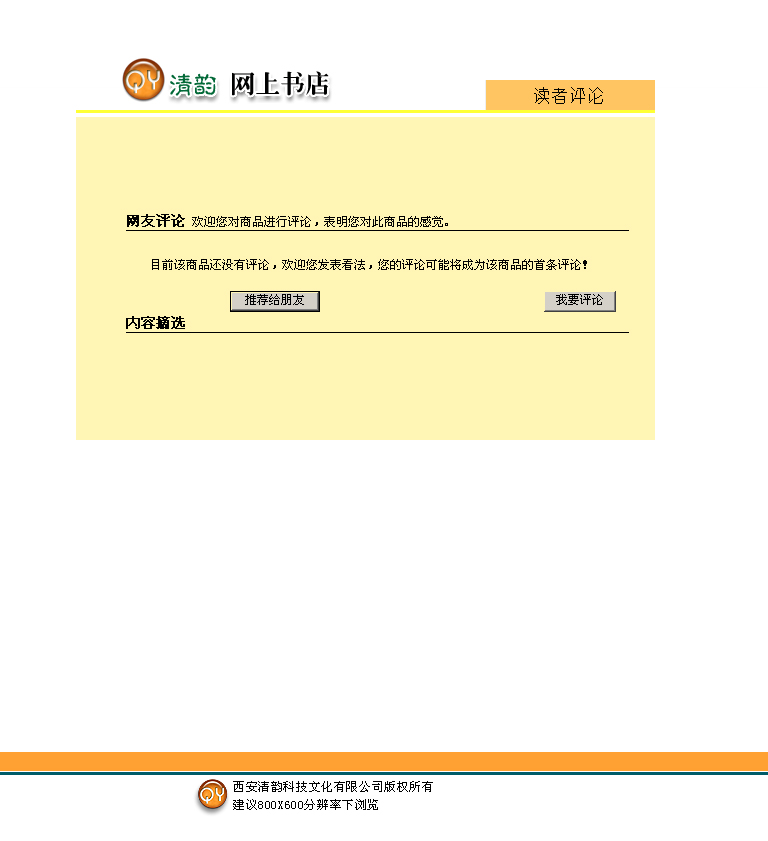 QY 清韵 网上书店
读者评论
网友评论 欢迎您对商品进行评论，表明您对此商品的感觉。
目前该商品还没有评论，欢迎您发表看法，您的评论可能将成为该商品的首条评论！
推荐给朋友 我要评论
内容摘选
QY 西安清韵科技文化有限公司版权所有
建议800X600分辨率下浏览